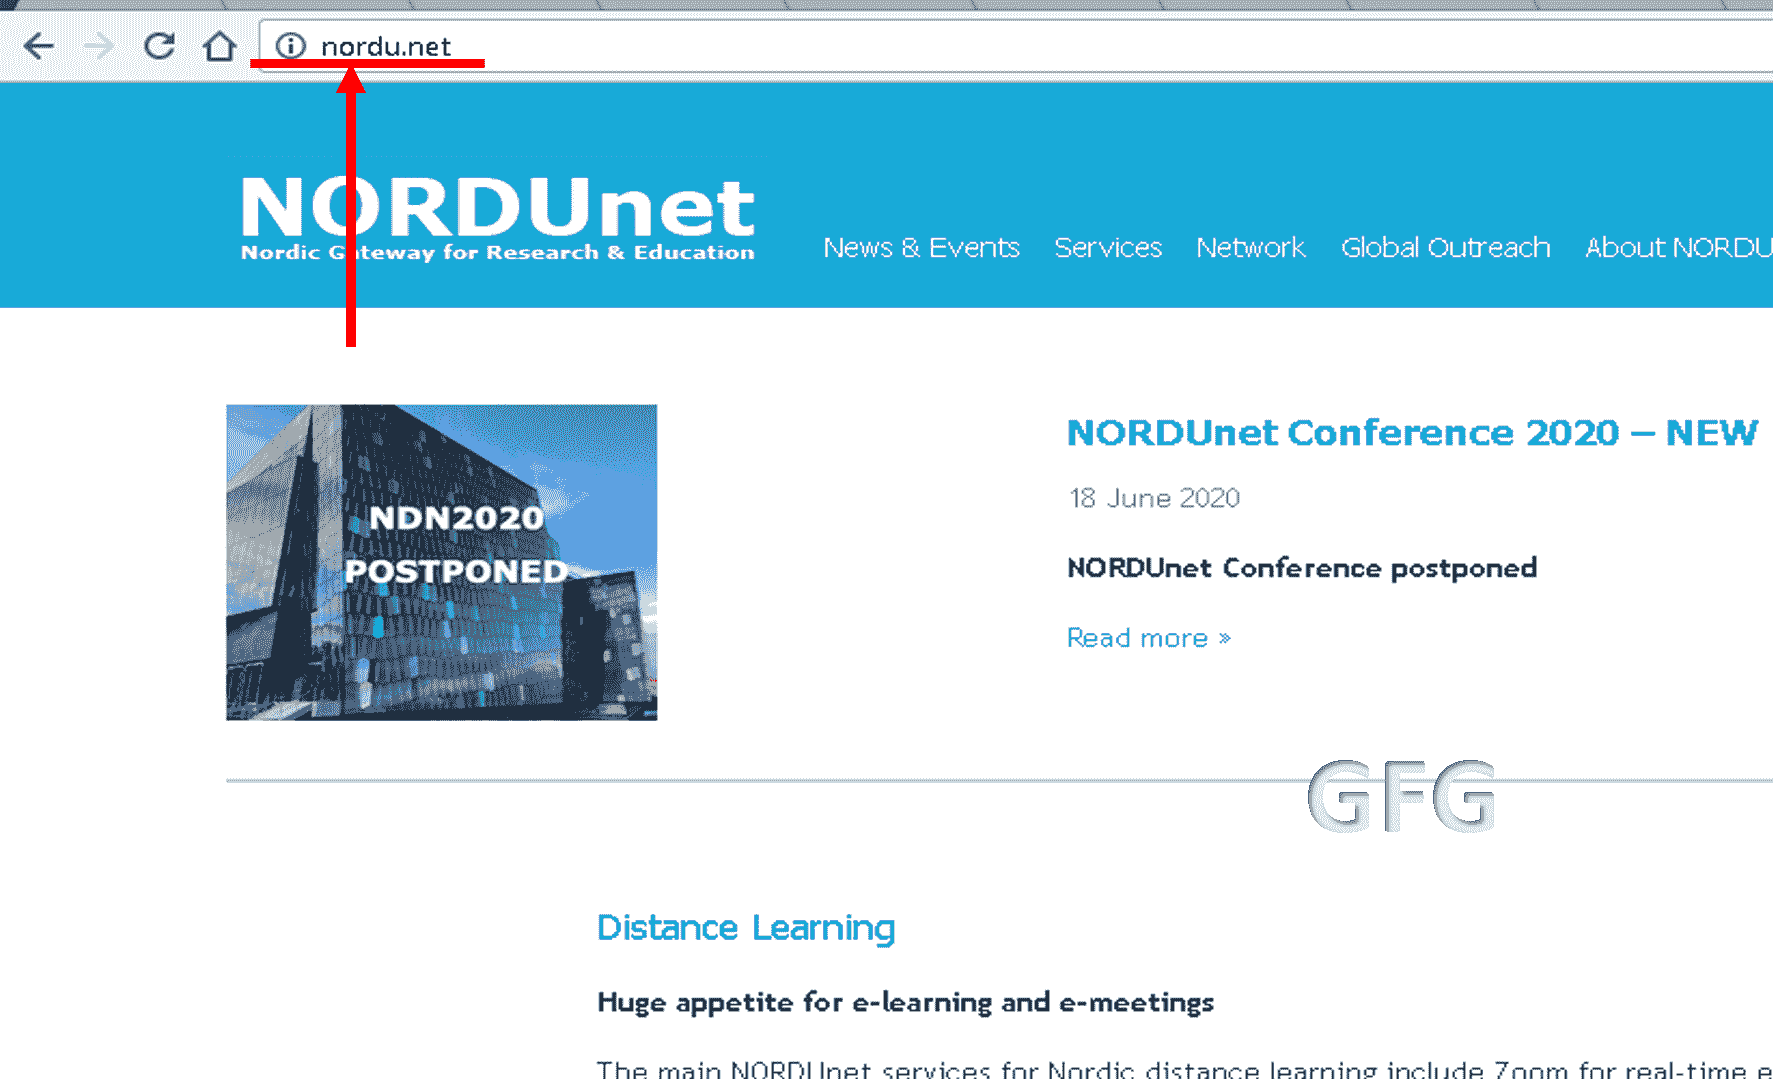 nordu.net
NORDUnet
Nordic Gateway for Research & Education
News & Events Services Network Global Outreach About NORDU
NORDUnet Conference 2020 – NEW
18 June 2020
NDN2020
POSTPONED
NORDUnet Conference postponed
Read more »
GFG
Distance Learning
Huge appetite for e-learning and e-meetings
The main NORDUnet services for Nordic distance learning include Zoom for real-time e